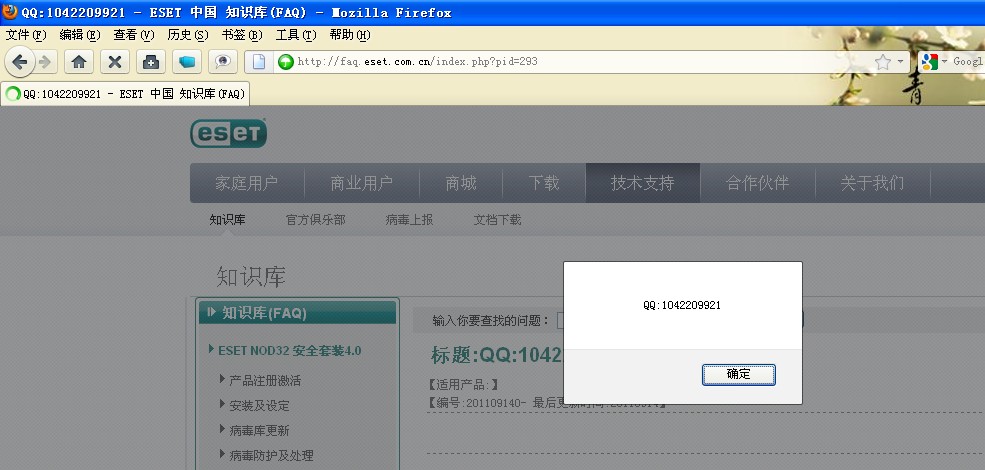 QQ:1042209921 - ESET 中国 知识库(FAQ) - Mozilla Firefox
文件(F) 编辑(E) 查看(V) 历史(S) 书签(B) 工具(T) 帮助(H)
http://faq.eset.com.cn/index.php?pid=293
Googl
青
QQ:1042209921 - ESET 中国 知识库(FAQ)
eset
家庭用户 商业用户 商城 下载 技术支持 合作伙伴 关于我们
知识库 官方俱乐部 病毒上报 文档下载
知识库
知识库(FAQ)
ESET NOD32 安全套装4.0
产品注册激活
安装及设定
病毒库更新
病毒防护及处理
输入你要查找的问题：
标题:QQ:1042
【适用产品:】
【编号:201109140- 最后更新时间:20110914】
QQ:1042209921
确定